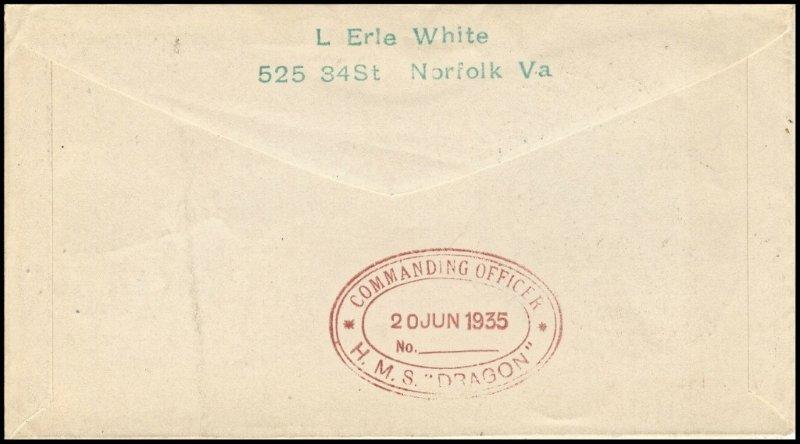 L Erle White
525 34St Norfolk Va
COMMANDING OFFICER
20JUN 1935
No.
H.M.S. "DRAGON"